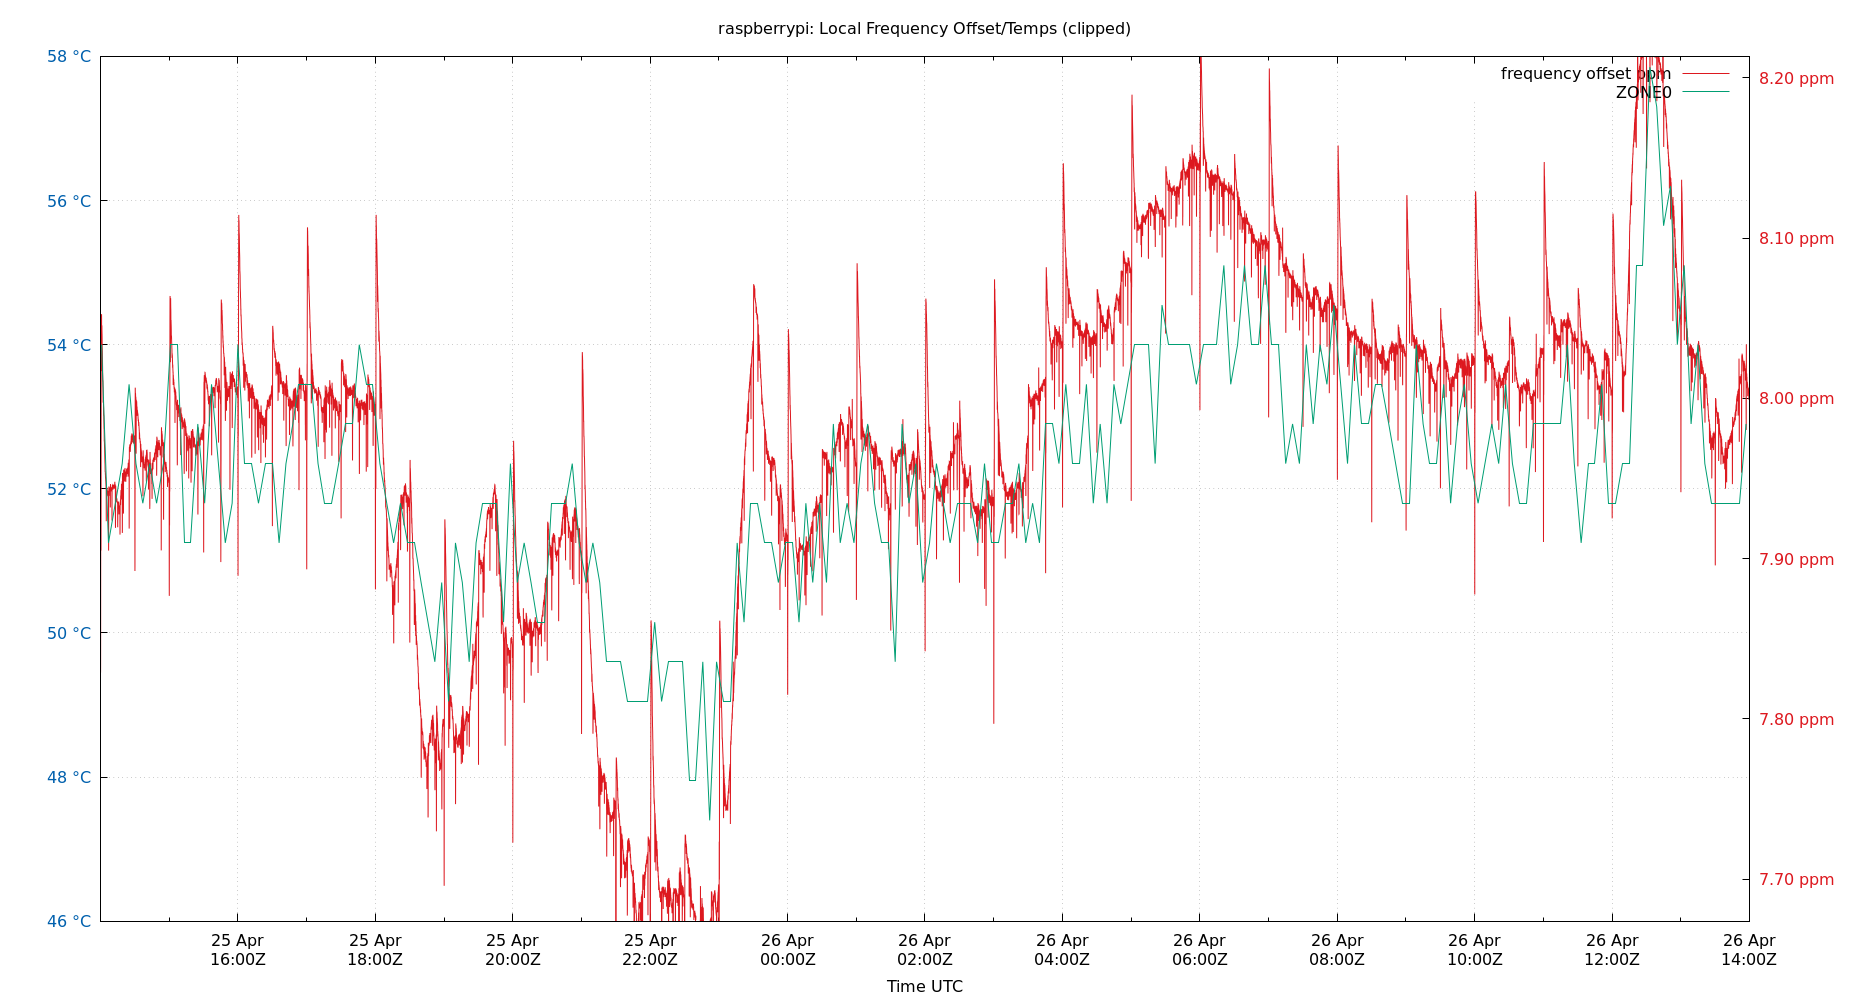 raspberrypi: Local Frequency Offset/Temps (clipped)
58 °C
56 °C
54 °C
52 °C
50 °C
48 °C
46 °C
frequency offset ppm
ZONE0
8.20 ppm
8.10 ppm
8.00 ppm
7.90 ppm
7.80 ppm
7.70 ppm
25 Apr 25 Apr 25 Apr 25 Apr 26 Apr 26 Apr 26 Apr 26 Apr 26 Apr 26 Apr 26 Apr 26 Apr
16:00Z 18:00Z 20:00Z 22:00Z 00:00Z 02:00Z 04:00Z 06:00Z 08:00Z 10:00Z 12:00Z 14:00Z
Time UTC